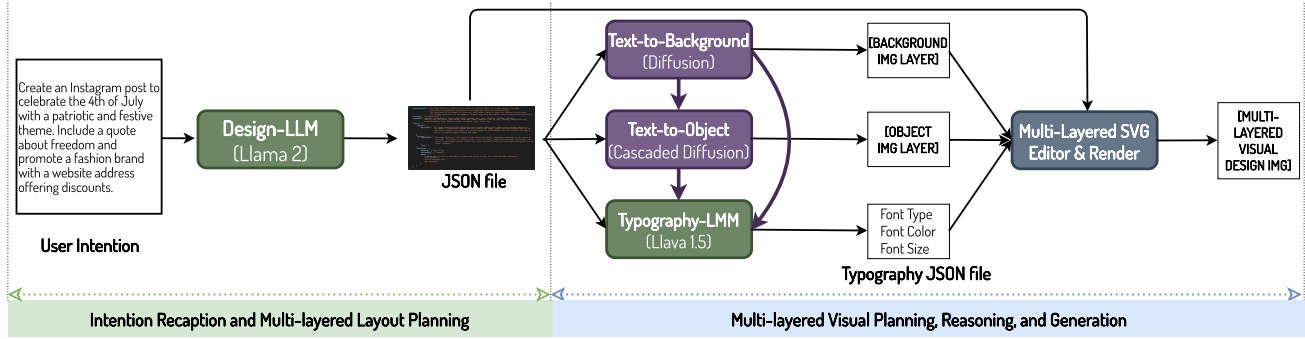 Create an Instagram post to
celebrate the 4th of July
with a patriotic and festive
theme. Include a quote
about freedom and
promote a fashion brand
with a website address
offering discounts.
User Intention
Design-LLM
(Llama 2)
JSON file
Text-to-Background
(Diffusion)
Text-to-Object
(Cascaded Diffusion)
Typography-LMM
(Llava 1.5)
[BACKGROUND
IMG LAYER]
[OBJECT
IMG LAYER]
Font Type
Font Color
Font Size
Typography JSON file
Multi-Layered SVG
Editor & Render
[MULTI-
LAYERED
VISUAL
DESIGN IMG]
Intention Recaption and Multi-layered Layout Planning
Multi-layered Visual Planning, Reasoning, and Generation